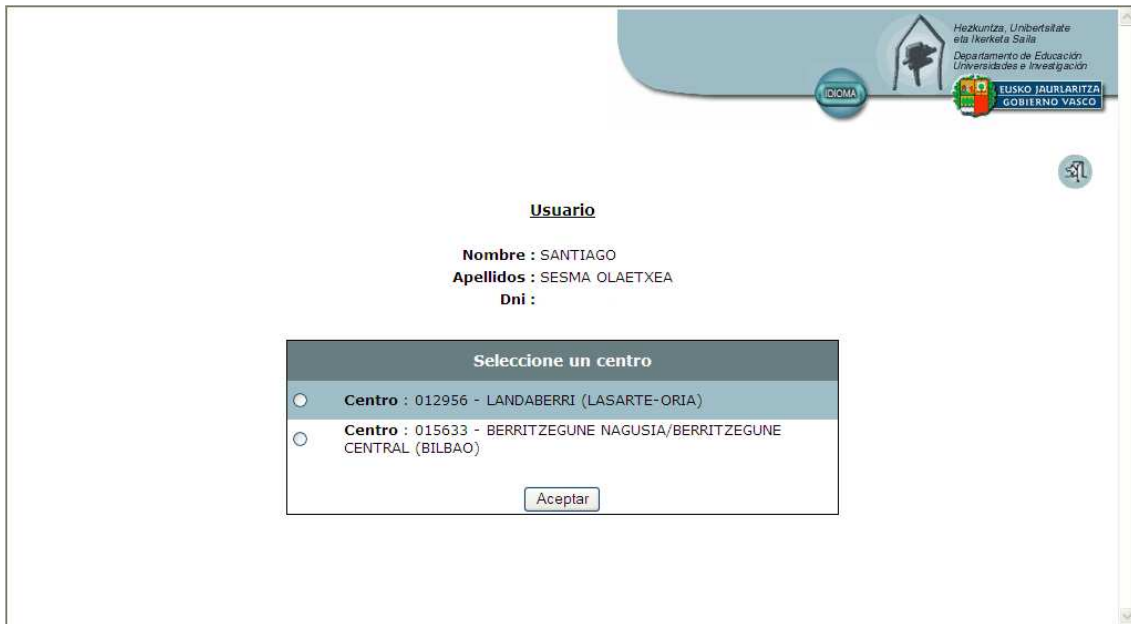 Hezkuntza, Unibertsitate
eta Ikerketa Saila
Departamento de Educación
Universidades e Investigación
IDIOMA
EUSKO JAURLARITZA
GOBIERNO VASCO
Usuario
Nombre : SANTIAGO
Apellidos : SESMA OLAETXEA
Dni :
Seleccione un centro
Centro : 012956 - LANDABERRI (LASARTE-ORIA)
Centro : 015633 - BERRITZEGUNE NAGUSIA/BERRITZEGUNE
CENTRAL (BILBAO)
Aceptar